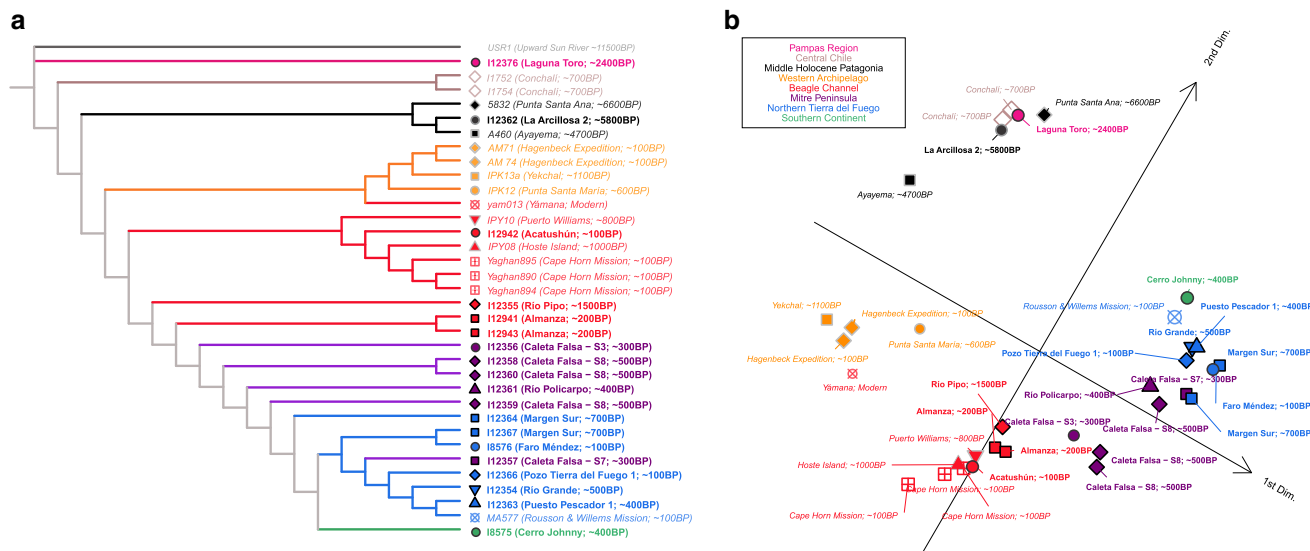 a
USR1 (Upward Sun River ~11500BP)
I12376 (Laguna Toro; ~2400BP)
I1752 (Conchalí; ~700BP)
I1754 (Conchalí; ~700BP)
5832 (Punta Santa Ana; ~6600BP)
I12362 (La Arcillosa 2; ~5800BP)
A460 (Ayayema; ~4700BP)
AM71 (Hagenbeck Expedition; ~100BP)
AM 74 (Hagenbeck Expedition; ~100BP)
IPK13a (Yekchal; ~1100BP)
IPK12 (Punta Santa María; ~600BP)
yam013 (Yámana; Modern)
IPY10 (Puerto Williams; ~800BP)
I12942 (Acatushún; ~100BP)
IPY08 (Hoste Island; ~1000BP)
Yaghan895 (Cape Horn Mission; ~100BP)
Yaghan890 (Cape Horn Mission; ~100BP)
Yaghan894 (Cape Horn Mission; ~100BP)
I12355 (Río Pipo; ~1500BP)
I12941 (Almanza; ~200BP)
I12943 (Almanza; ~200BP)
I12356 (Caleta Falsa − S3; ~300BP)
I12358 (Caleta Falsa − S8; ~500BP)
I12360 (Caleta Falsa − S8; ~500BP)
I12361 (Río Policarpo; ~400BP)
I12359 (Caleta Falsa − S8; ~500BP)
I12364 (Margen Sur; ~700BP)
I12367 (Margen Sur; ~700BP)
I8576 (Faro Méndez; ~100BP)
I12357 (Caleta Falsa − S7; ~300BP)
I12366 (Pozo Tierra del Fuego 1; ~100BP)
I12354 (Río Grande; ~500BP)
I12363 (Puesto Pescador 1; ~400BP)
MA577 (Rousson & Willems Mission; ~100BP)
I8575 (Cerro Johnny; ~400BP)
b
Pampas Region
Central Chile
Middle Holocene Patagonia
Western Archipelago
Beagle Channel
Mitre Peninsula
Northern Tierra del Fuego
Southern Continent
2nd Dim.
Conchalí; ~700BP
Punta Santa Ana; ~6600BP
Conchalí; ~700BP
Laguna Toro; ~2400BP
La Arcillosa 2; ~5800BP
Ayayema; ~4700BP
Cerro Johnny; ~400BP
Yekchal; ~1100BP
Hagenbeck Expedition; ~100BP
Rousson & Willems Mission; ~100BP
Puesto Pescador 1; ~400BP
Río Grande; ~500BP
Punta Santa María; ~600BP
Hagenbeck Expedition; ~100BP
Pozo Tierra del Fuego 1; ~100BP
Margen Sur; ~700BP
Caleta Falsa − S7; ~300BP
Yámana; Modern
Río Pipo; ~1500BP
Río Policarpo; ~400BP
Faro Méndez; ~100BP
Almanza; ~200BP
Caleta Falsa − S3; ~300BP
Caleta Falsa − S8; ~500BP
Margen Sur; ~700BP
Puerto Williams; ~800BP
Almanza; ~200BP
Caleta Falsa − S8; ~500BP
Hoste Island; ~1000BP
Acatushún; ~100BP
Caleta Falsa − S8; ~500BP
1st Dim.
Cape Horn Mission; ~100BP
Cape Horn Mission; ~100BP
Cape Horn Mission; ~100BP